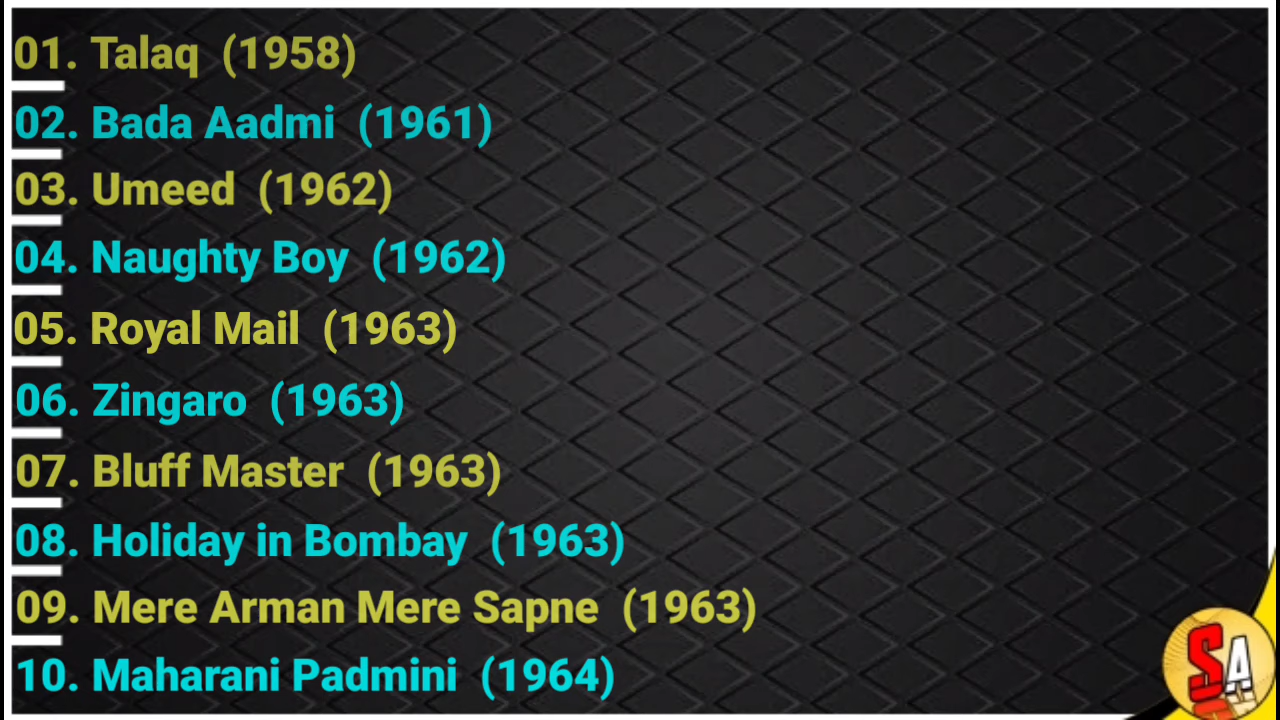 01. Talaq (1958)
02. Bada Aadmi (1961)
03. Umeed (1962)
04. Naughty Boy (1962)
05. Royal Mail (1963)
06. Zingaro (1963)
07. Bluff Master (1963)
08. Holiday in Bombay (1963)
09. Mere Arman Mere Sapne (1963)
10. Maharani Padmini (1964)
SA